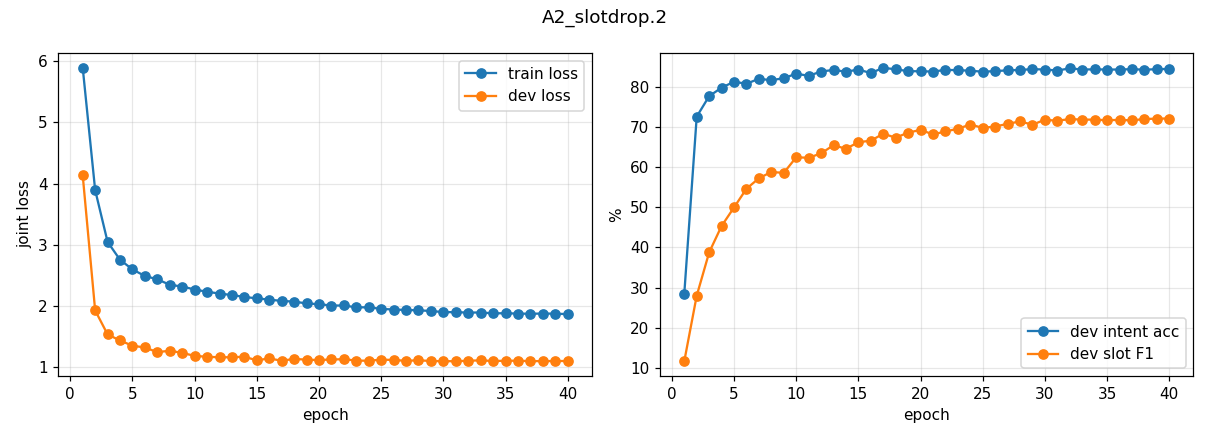 A2_slotdrop.2
joint loss
6
5
4
3
2
1
0 5 10 15 20 25 30 35 40
epoch
train loss
dev loss
%
80
70
60
50
40
30
20
10
0 5 10 15 20 25 30 35 40
epoch
dev intent acc
dev slot F1